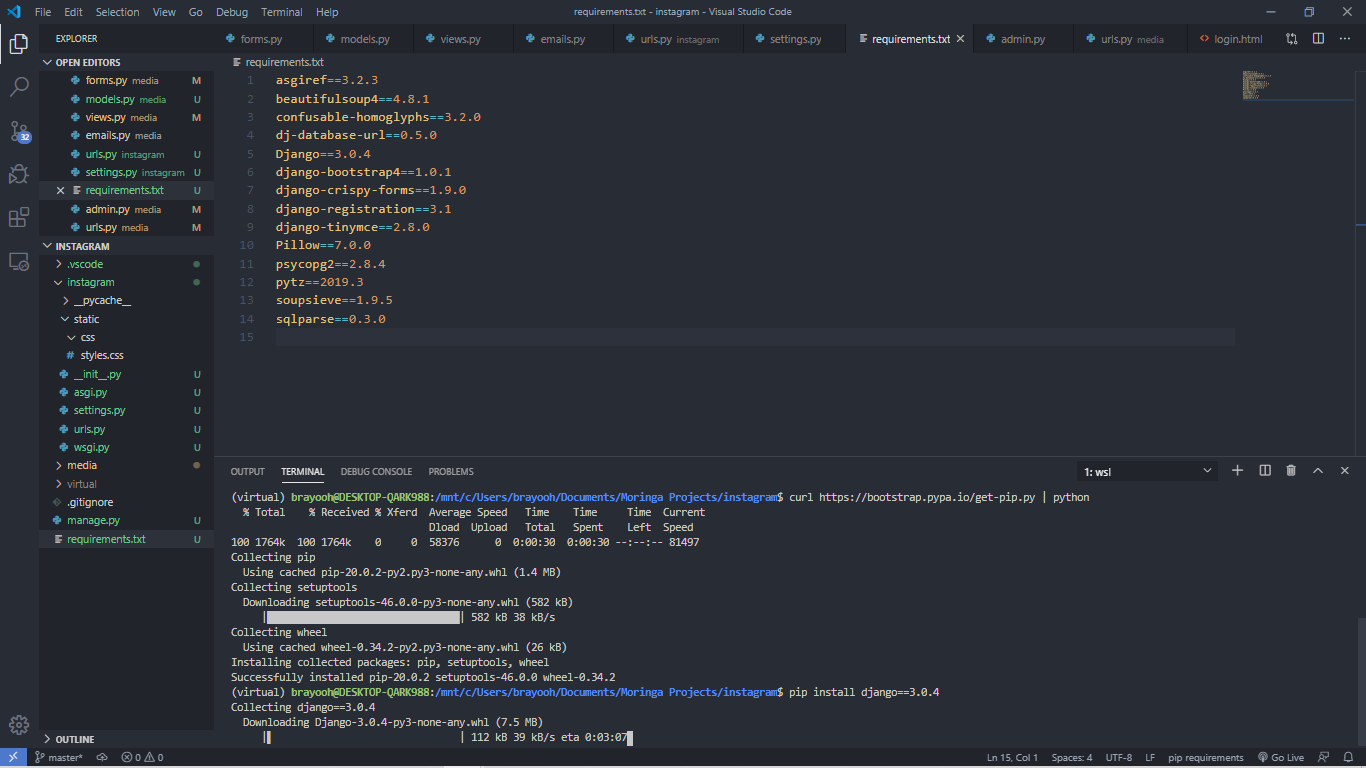 File Edit Selection View Go Debug Terminal Help
requirements.txt - instagram - Visual Studio Code
EXPLORER
forms.py models.py views.py emails.py urls.py instagram settings.py requirements.txt admin.py urls.py media login.html
OPEN EDITORS
forms.py media M
models.py media U
views.py media M
emails.py media
urls.py instagram U
settings.py instagram U
requirements.txt U
admin.py media M
urls.py media M
INSTAGRAM
.vscode
instagram
__pycache__
static
css
# styles.css
__init__.py U
asgi.py U
settings.py U
urls.py U
wsgi.py U
media
virtual
.gitignore
manage.py U
requirements.txt U
OUTLINE
32
requirements.txt
1 asgiref==3.2.3
2 beautifulsoup4==4.8.1
3 confusable-homoglyphs==3.2.0
4 dj-database-url==0.5.0
5 Django==3.0.4
6 django-bootstrap4==1.0.1
7 django-crispy-forms==1.9.0
8 django-registration==3.1
9 django-tinymce==2.8.0
10 Pillow==7.0.0
11 psycopg2==2.8.4
12 pytz==2019.3
13 soupsieve==1.9.5
14 sqlparse==0.3.0
15
OUTPUT TERMINAL DEBUG CONSOLE PROBLEMS
1: wsl
(virtual) brayooh@DESKTOP-QARK988:/mnt/c/Users/brayooh/Documents/Moringa Projects/instagram$ curl https://bootstrap.pypa.io/get-pip.py | python
% Total % Received % Xferd Average Speed Time Time Time Current
Dload Upload Total Spent Left Speed
100 1764k 100 1764k 0 0 58376 0 0:00:30 0:00:30 --:--:-- 81497
Collecting pip
Using cached pip-20.0.2-py2.py3-none-any.whl (1.4 MB)
Collecting setuptools
Downloading setuptools-46.0.0-py3-none-any.whl (582 kB)
| | 582 kB 38 kB/s
Collecting wheel
Using cached wheel-0.34.2-py2.py3-none-any.whl (26 kB)
Installing collected packages: pip, setuptools, wheel
Successfully installed pip-20.0.2 setuptools-46.0.0 wheel-0.34.2
(virtual) brayooh@DESKTOP-QARK988:/mnt/c/Users/brayooh/Documents/Moringa Projects/instagram$ pip install django==3.0.4
Collecting django==3.0.4
Downloading Django-3.0.4-py3-none-any.whl (7.5 MB)
| | 112 kB 39 kB/s eta 0:03:07
master* 0 0 Ln 15, Col 1 Spaces: 4 UTF-8 LF pip requirements Go Live